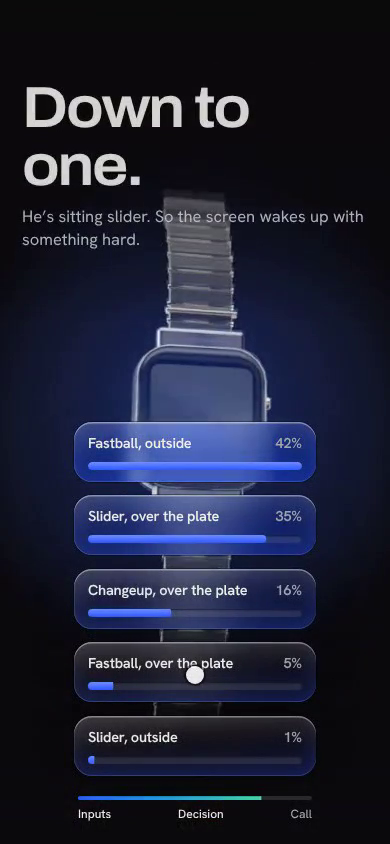 Down to
one.
He’s sitting slider. So the screen wakes up with
something hard.
Fastball, outside 42%
Slider, over the plate 35%
Changeup, over the plate 16%
Fastball, over the plate 5%
Slider, outside 1%
Inputs Decision Call